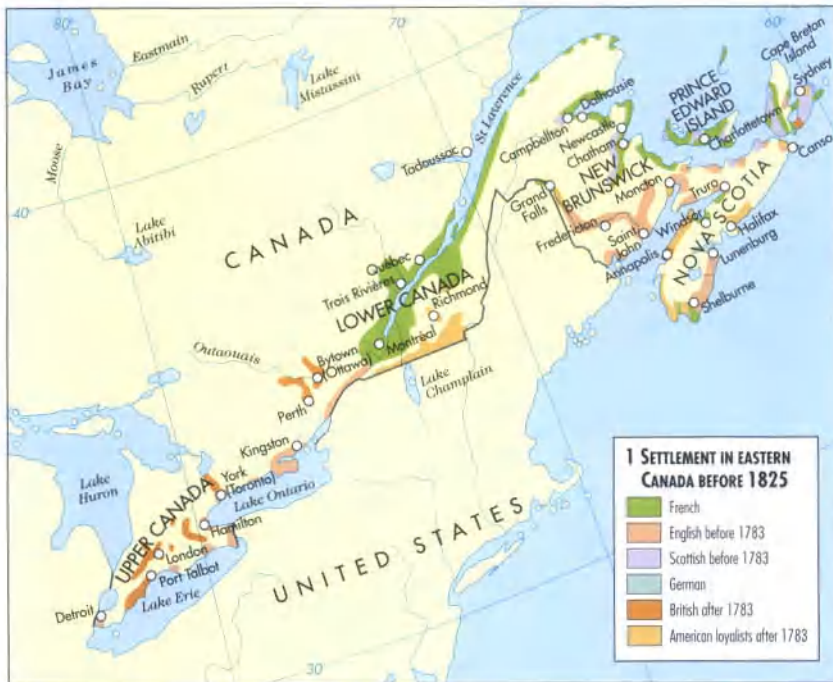 80
70
60
James
Bay
Eastmain
Rupert
Lake
Mistassini
Moose
40
Lake
Abitibi
CANADA
St Lawrence
Tadoussac
Campbellton
Dalhousie
Newcastle
Chatham
NEW
BRUNSWICK
Moncton
PRINCE
EDWARD
ISLAND
Charlottetown
Cape Breton
Island
Sydney
Canso
Truro
NOVA SCOTIA
Windsor
Halifax
Lunenburg
Annapolis
Shelburne
Grand
Falls
Fredericton
Saint
John
Québec
Trois Rivières
LOWER CANADA
Richmond
Montréal
Outaouais
Bytown
(Ottawa)
Perth
Lake
Champlain
Kingston
York
(Toronto)
Lake Ontario
Lake
Huron
UPPER CANADA
Hamilton
London
Port Talbot
Lake Erie
Detroit
UNITED STATES
30
1 SETTLEMENT IN EASTERN
CANADA BEFORE 1825
French
English before 1783
Scottish before 1783
German
British after 1783
American loyalists after 1783